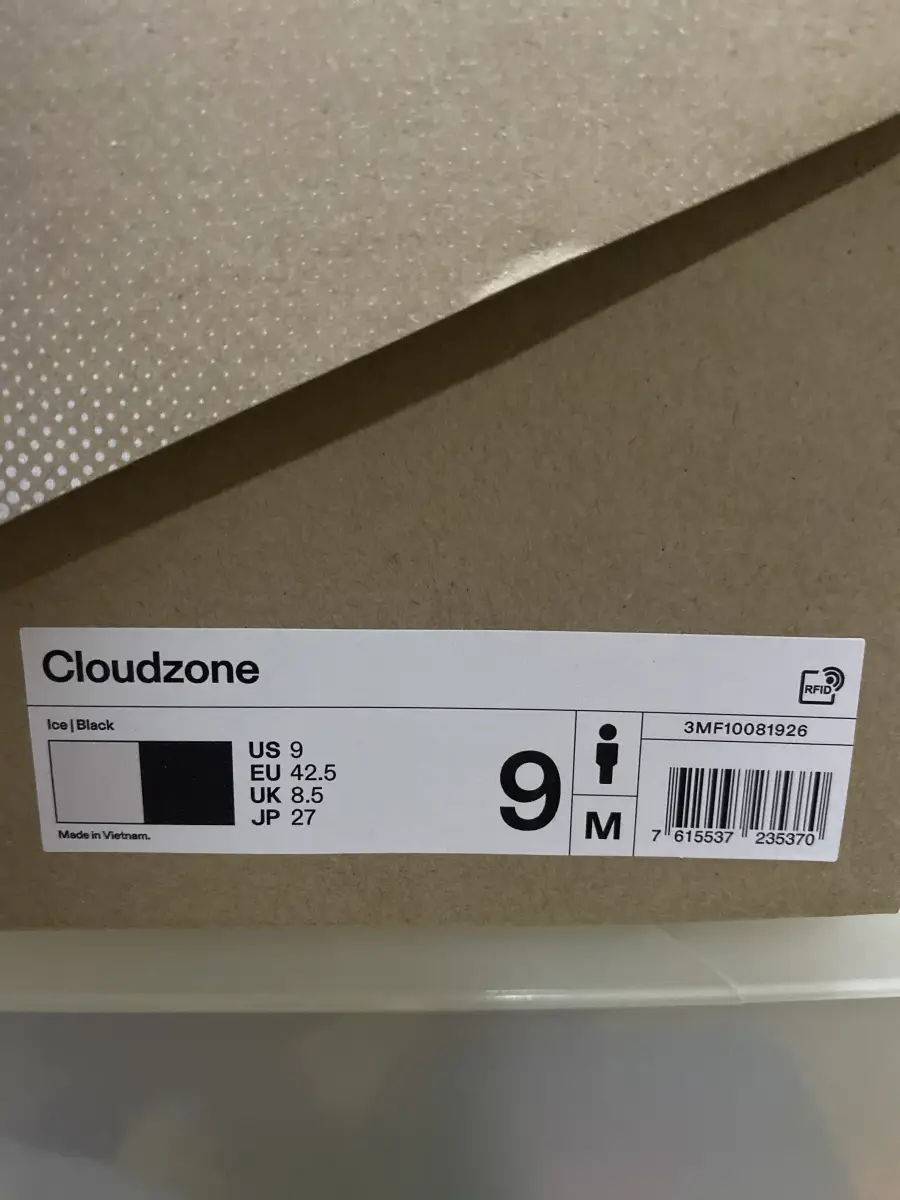 Cloudzone
RFID
Ice | Black
US 9
EU 42.5
UK 8.5
JP 27
Made in Vietnam.
9
M
3MF10081926
7 615537 235370